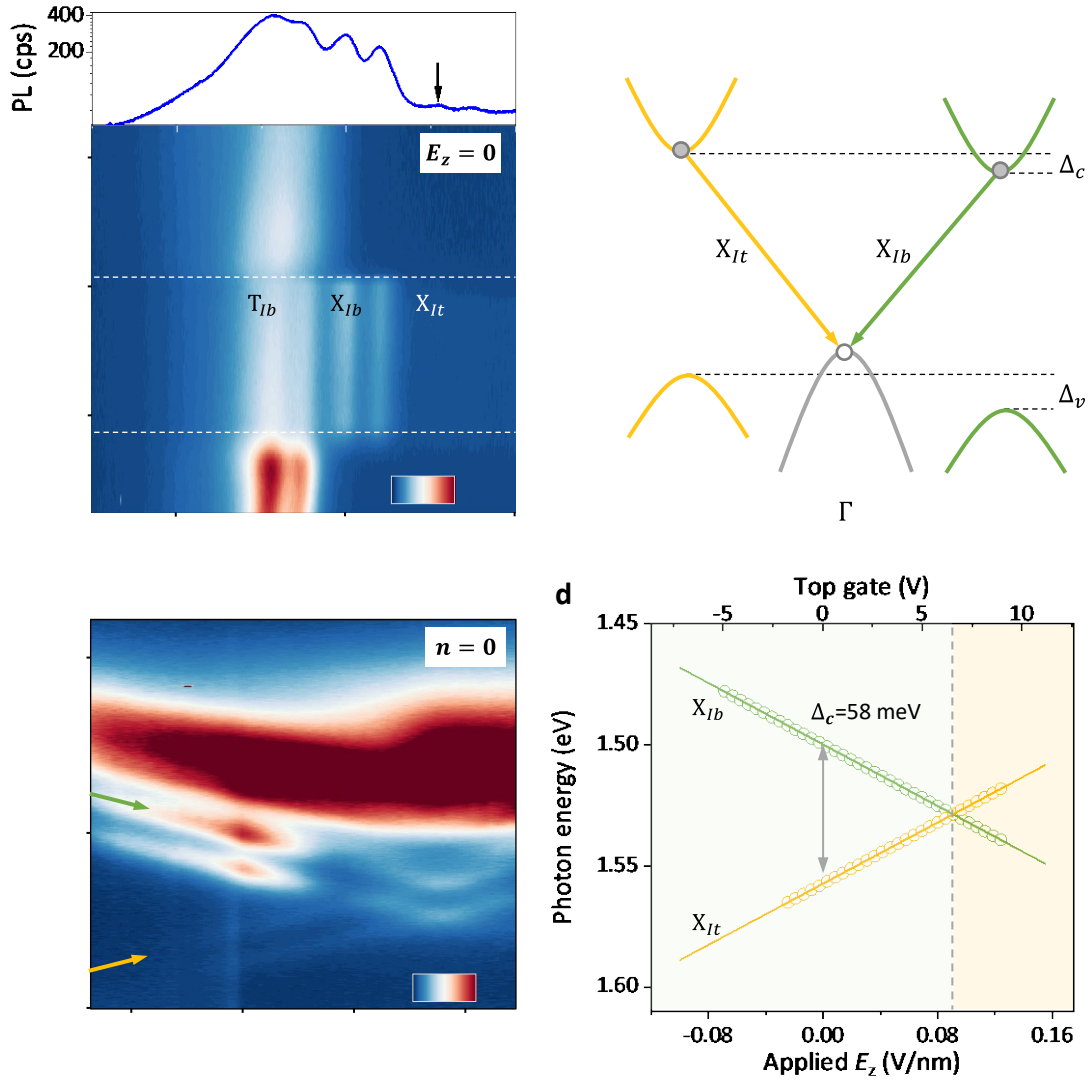 PL (cps)
400
200
E_z = 0
T_Ib
X_Ib
X_It
X_It
X_Ib
Δ_c
Δ_v
Γ
n = 0
d
Top gate (V)
-5
0
5
10
Photon energy (eV)
1.45
1.50
1.55
1.60
X_Ib
Δ_c=58 meV
X_It
-0.08
0.00
0.08
0.16
Applied E_z (V/nm)